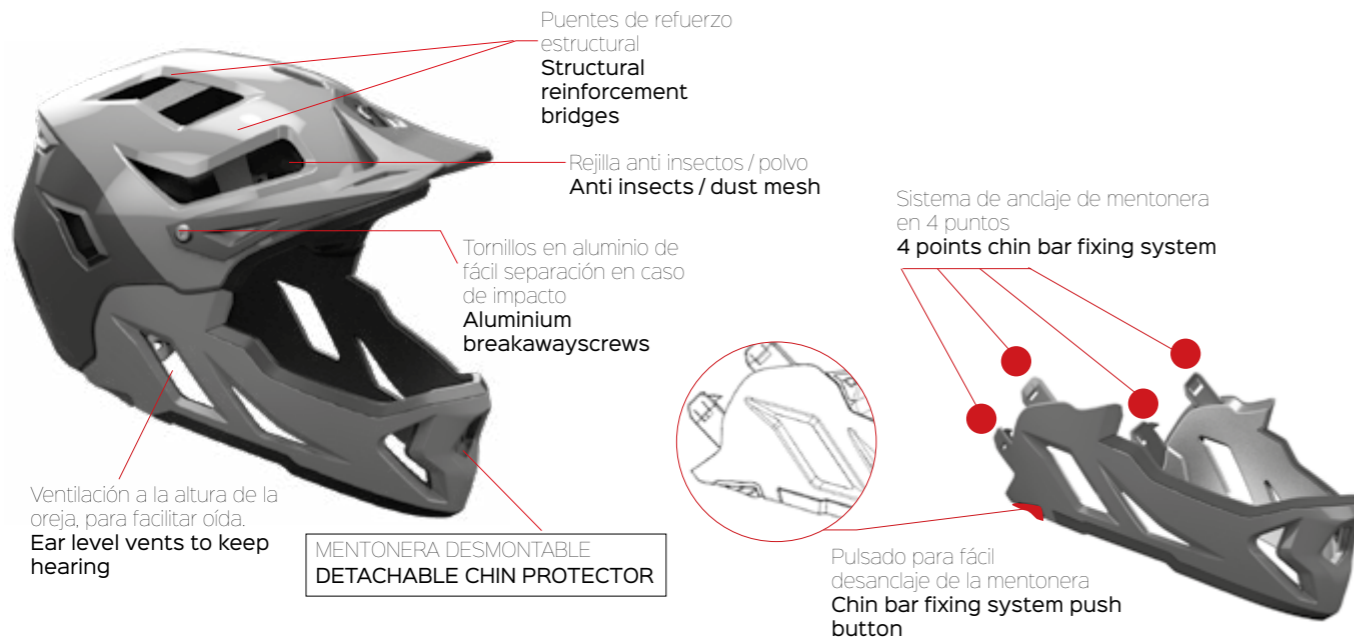 Puentes de refuerzo
estructural
Structural
reinforcement
bridges
Rejilla anti insectos / polvo
Anti insects / dust mesh
Tornillos en aluminio de
fácil separación en caso
de impacto
Aluminium
breakawayscrews
Ventilación a la altura de la
oreja, para facilitar oída.
Ear level vents to keep
hearing
MENTONERA DESMONTABLE
DETACHABLE CHIN PROTECTOR
Sistema de anclaje de mentonera
en 4 puntos
4 points chin bar fixing system
Pulsado para fácil
desanclaje de la mentonera
Chin bar fixing system push
button